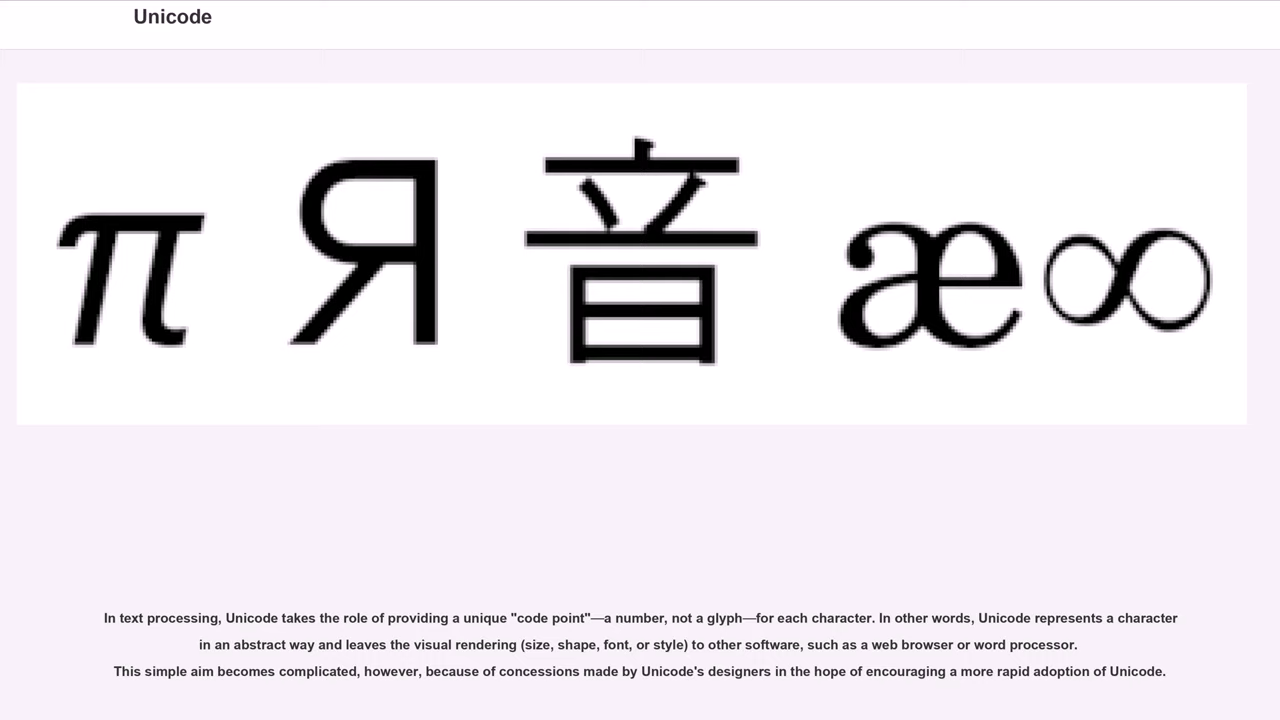 Unicode
π Я 音 æ∞
In text processing, Unicode takes the role of providing a unique "code point"—a number, not a glyph—for each character. In other words, Unicode represents a character
in an abstract way and leaves the visual rendering (size, shape, font, or style) to other software, such as a web browser or word processor.
This simple aim becomes complicated, however, because of concessions made by Unicode's designers in the hope of encouraging a more rapid adoption of Unicode.